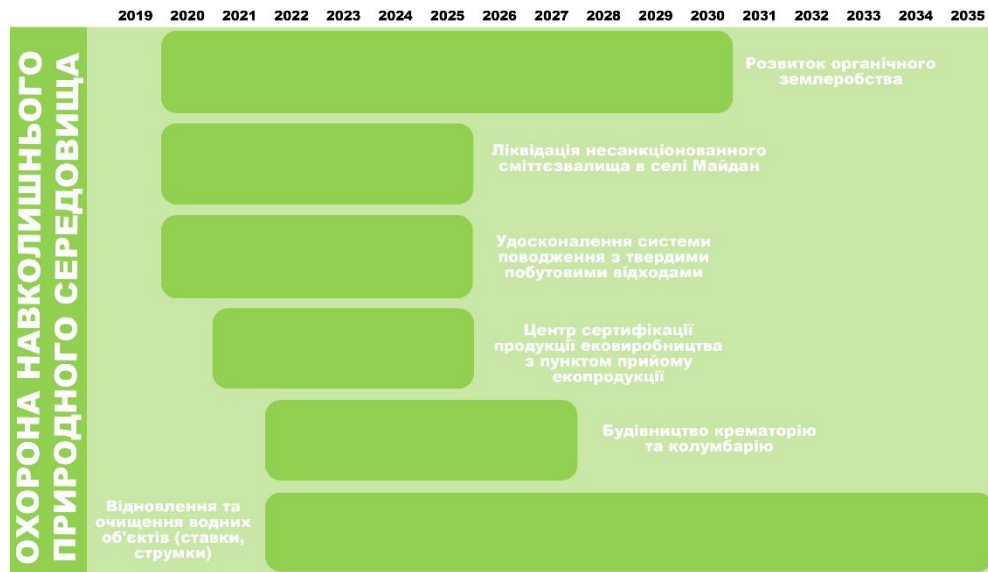 2019 2020 2021 2022 2023 2024 2025 2026 2027 2028 2029 2030 2031 2032 2033 2034 2035
ОХОРОНА НАВКОЛИШНЬОГО
ПРИРОДНОГО СЕРЕДОВИЩА
Розвиток органічного
землеробства
Ліквідація несанкціонованного
сміттєзвалища в селі Майдан
Удосконалення системи
поводження з твердими
побутовими відходами
Центр сертифікації
продукції ековиробництва
з пунктом прийому
екопродукції
Будівництво крематорію
та колумбарію
Відновлення та
очищення водних
об'єктів (ставки,
струмки)